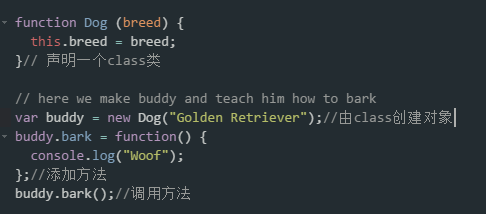 function Dog (breed) {
  this.breed = breed;
}// 声明一个class类
// here we make buddy and teach him how to bark
var buddy = new Dog("Golden Retriever");//由class创建对象
buddy.bark = function() {
  console.log("Woof");
};//添加方法
buddy.bark();//调用方法